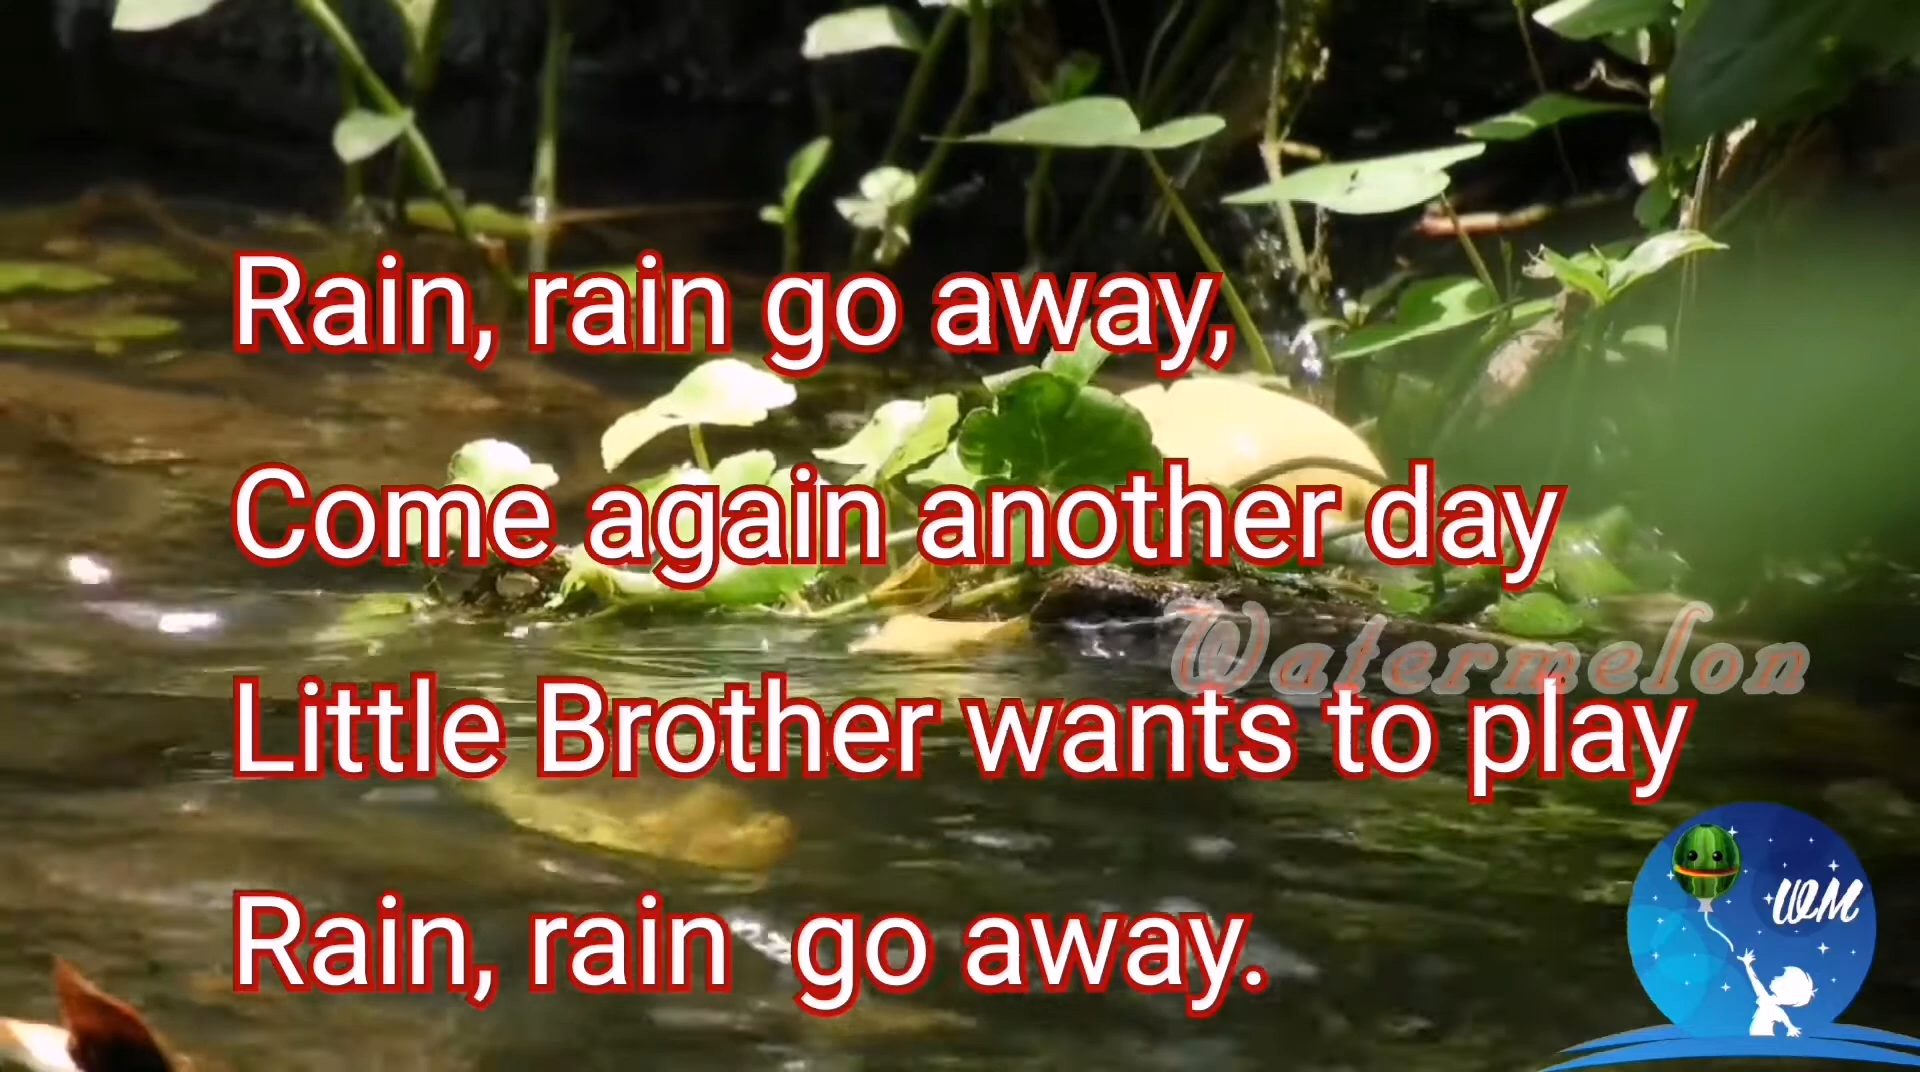 Rain, rain go away,
Come again another day
Watermelon
Little Brother wants to play
WM
Rain, rain  go away.